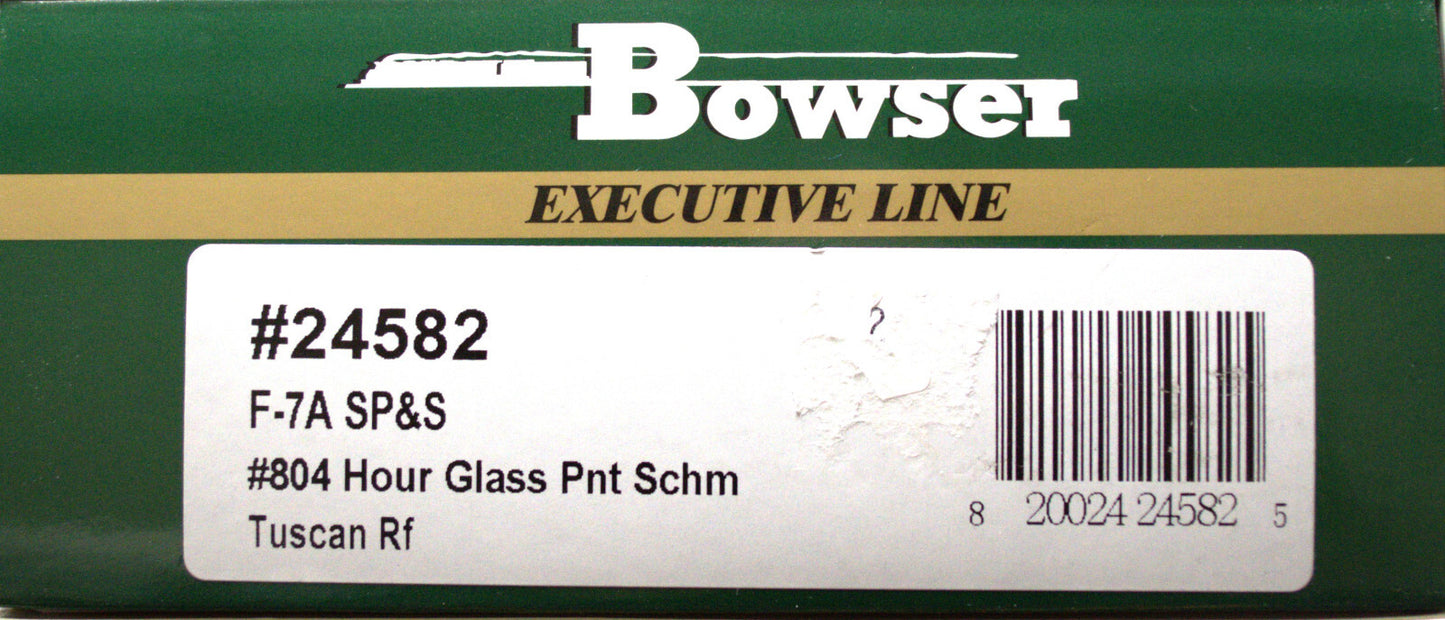 Bowser
EXECUTIVE LINE
#24582
F-7A SP&S
#804 Hour Glass Pnt Schm
Tuscan Rf
8 20024 24582 5